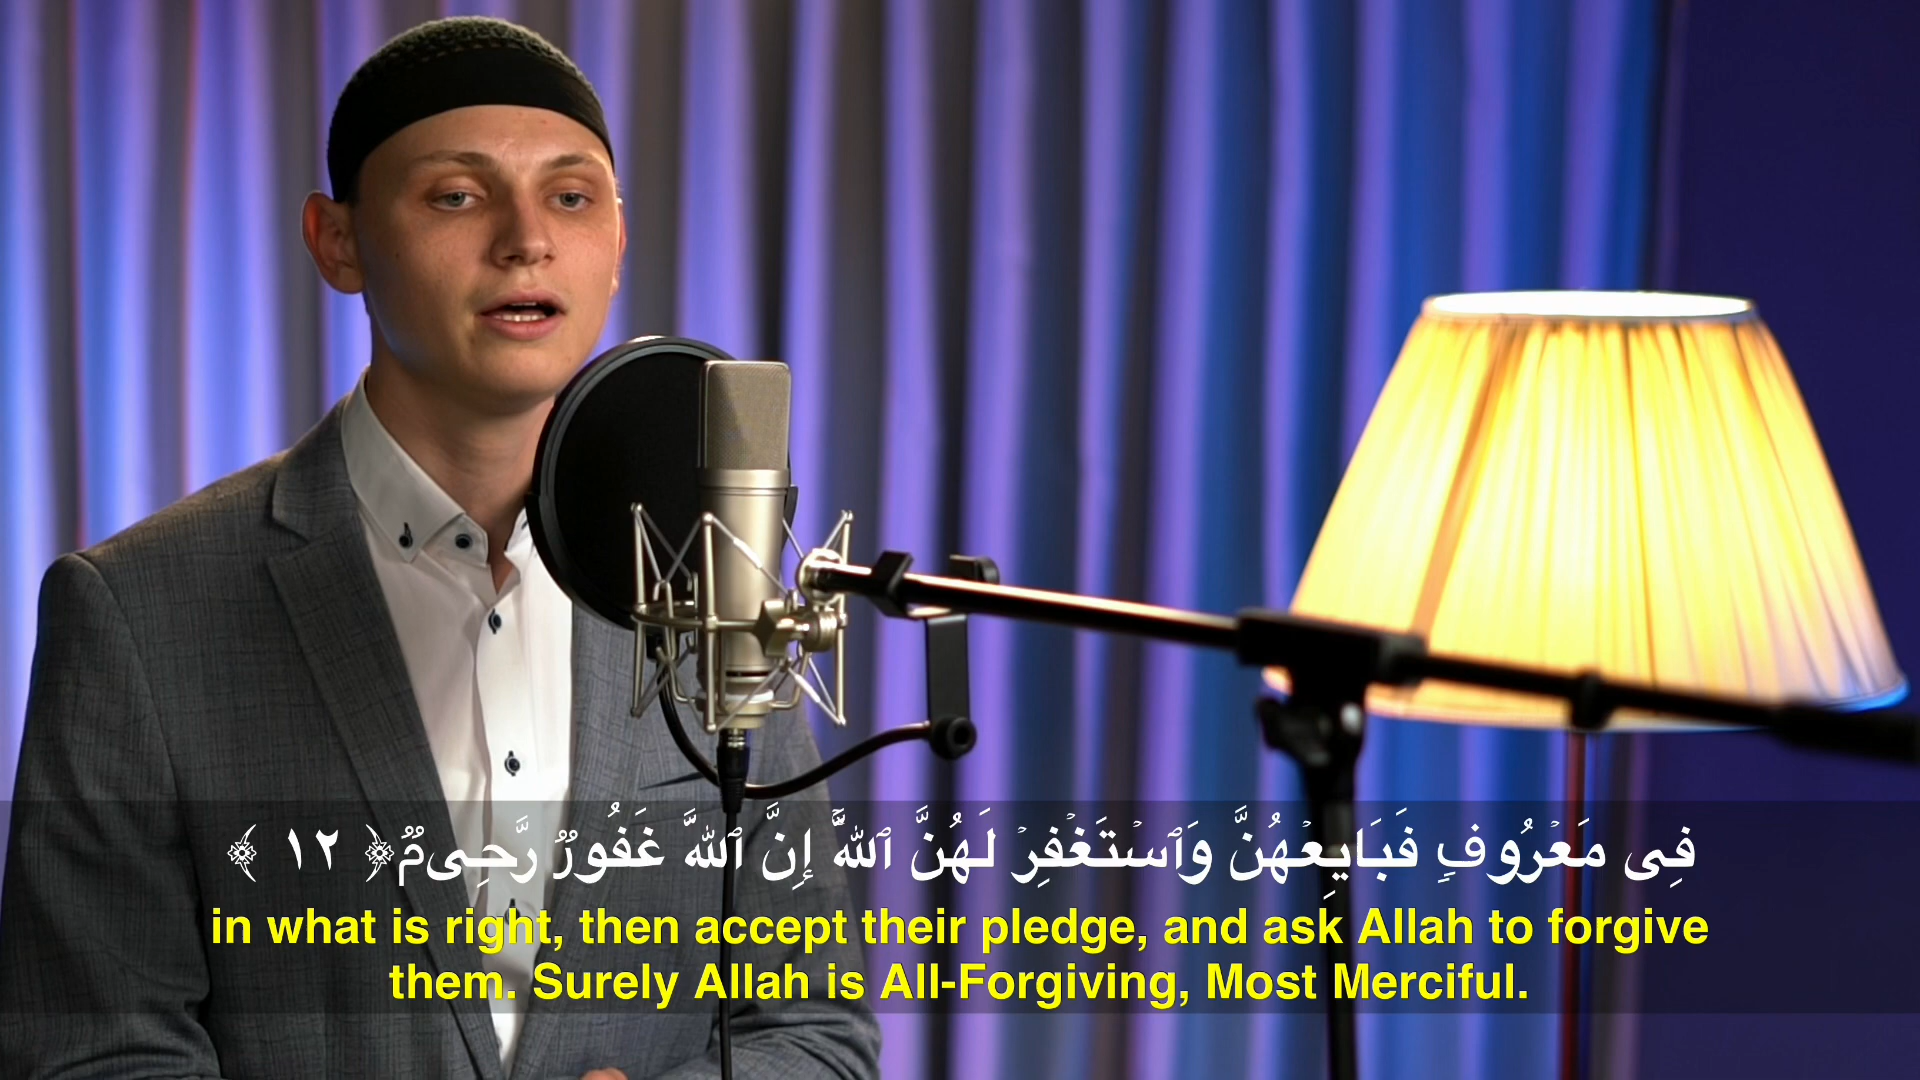 فِى مَعْرُوفٍۢ فَبَايِعْهُنَّ وَٱسْتَغْفِرْ لَهُنَّ ٱللَّهَ ۖ إِنَّ ٱللَّهَ غَفُورٌۭ رَّحِيمٌۭ ﴿١٢﴾
in what is right, then accept their pledge, and ask Allah to forgive
them. Surely Allah is All-Forgiving, Most Merciful.